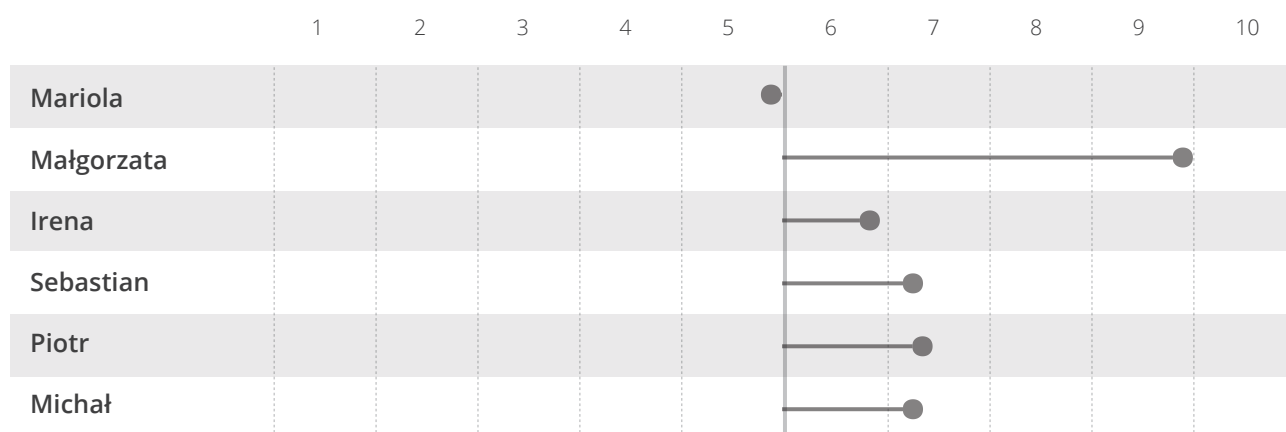 1 2 3 4 5 6 7 8 9 10
Mariola
Małgorzata
Irena
Sebastian
Piotr
Michał